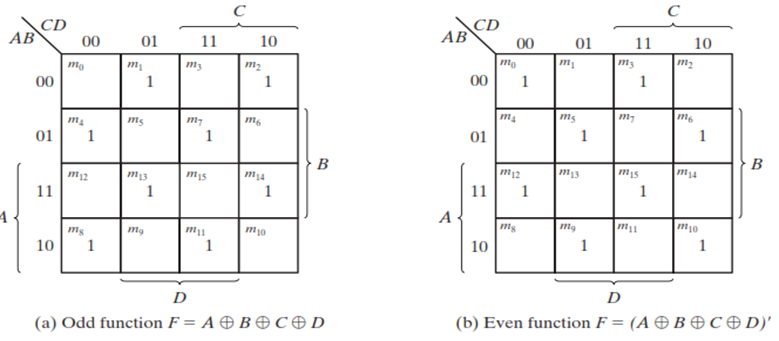 C
CD
AB
00 01 11 10
00 m₀ 1 m₁ 1 m₃ m₂ 1
01 m₄ 1 m₅ m₇ 1 m₆
B
11 m₁₂ m₁₃ 1 m₁₅ m₁₄ 1
A
10 m₈ 1 m₉ m₁₁ 1 m₁₀
D
(a) Odd function F = A ⊕ B ⊕ C ⊕ D
C
CD
AB
00 01 11 10
00 m₀ 1 m₁ m₃ 1 m₂
01 m₄ m₅ 1 m₇ m₆ 1
B
11 m₁₂ 1 m₁₃ m₁₅ 1 m₁₄
A
10 m₈ m₉ 1 m₁₁ m₁₀ 1
D
(b) Even function F = (A ⊕ B ⊕ C ⊕ D)′